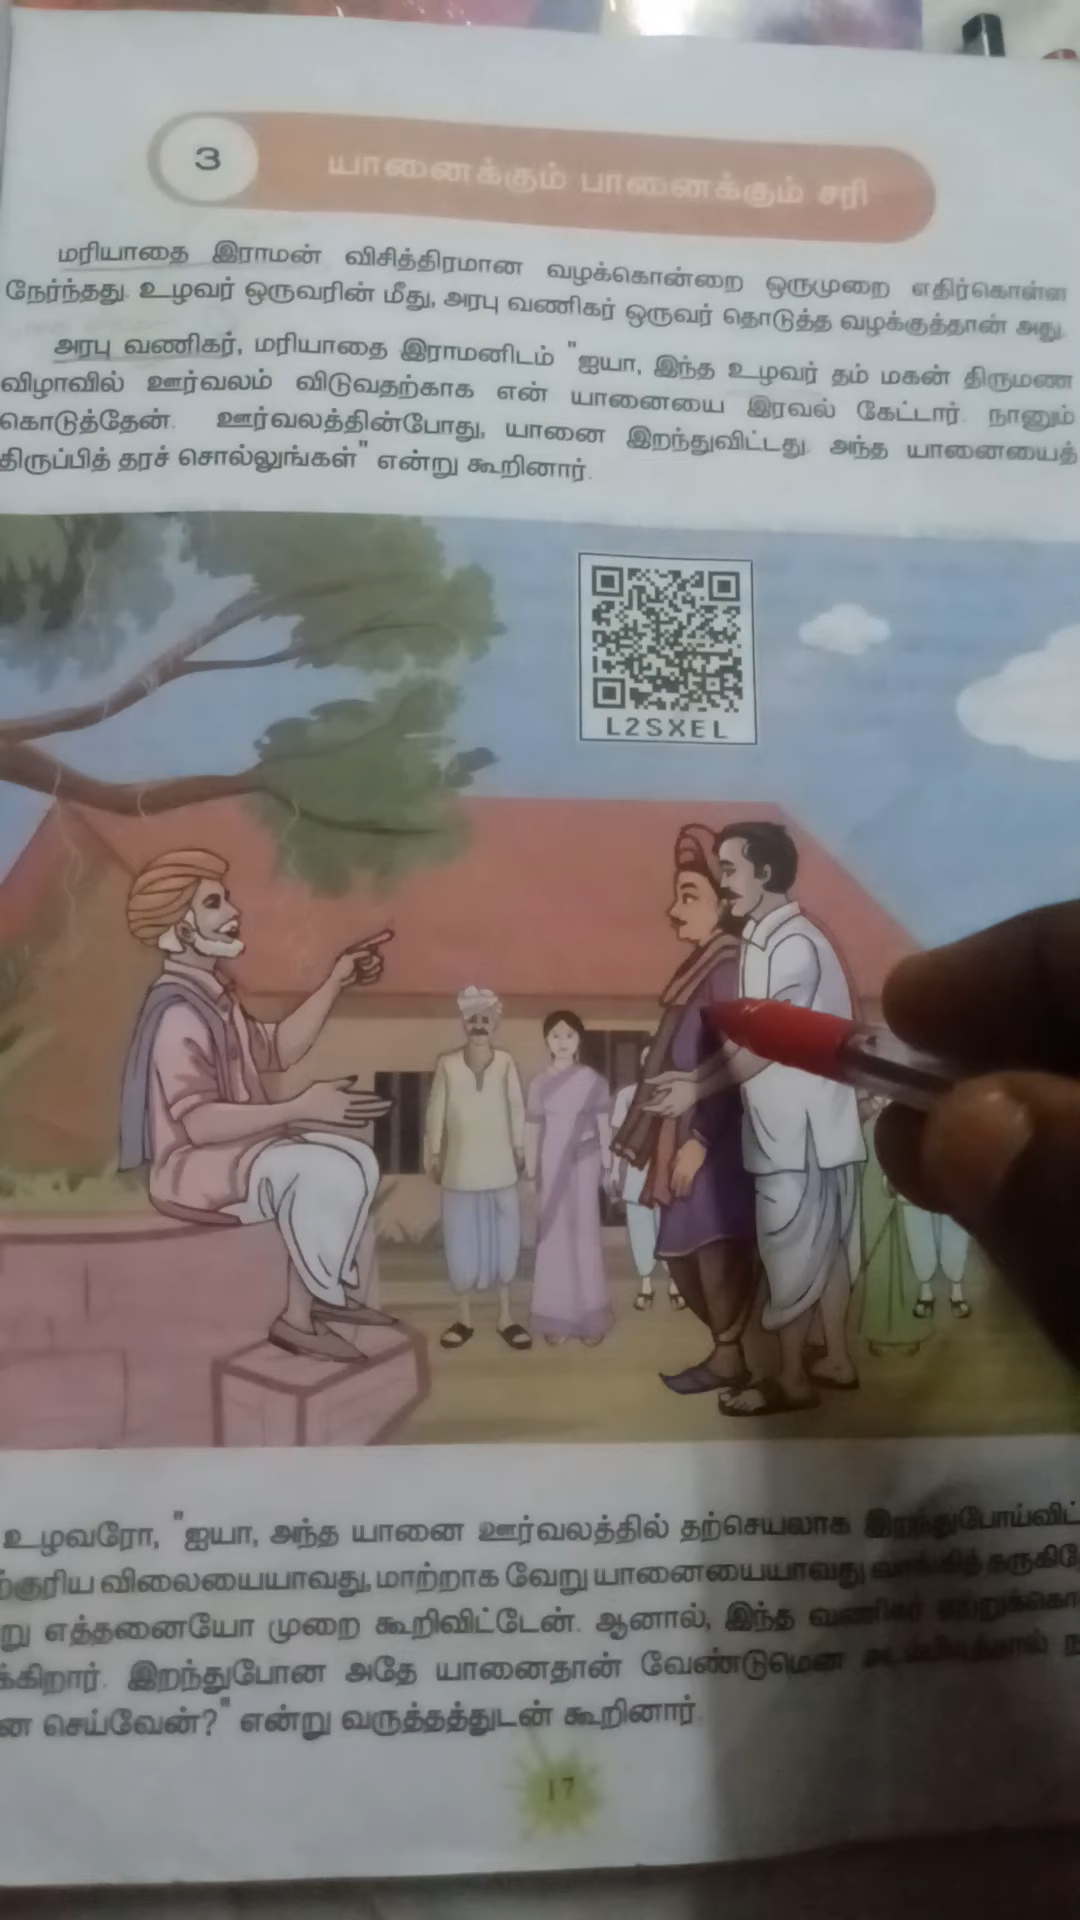 3
யானைக்கும் பானைக்கும் சரி
மரியாதை இராமன் விசித்திரமான வழக்கொன்றை ஒருமுறை எதிர்கொள்ள
நேர்ந்தது. உழவர் ஒருவரின் மீது, அரபு வணிகர் ஒருவர் தொடுத்த வழக்குத்தான் அது.
அரபு வணிகர், மரியாதை இராமனிடம் "ஐயா, இந்த உழவர் தம் மகன் திருமண
விழாவில் ஊர்வலம் விடுவதற்காக என் யானையை இரவல் கேட்டார். நானும்
கொடுத்தேன். ஊர்வலத்தின்போது, யானை இறந்துவிட்டது. அந்த யானையைத்
திருப்பித் தரச் சொல்லுங்கள்" என்று கூறினார்.
L2SXEL
உழவரோ, "ஐயா, அந்த யானை ஊர்வலத்தில் தற்செயலாக
விலையையாவது, மாற்றாக வேறு யானையையாவது
எத்தனையோ முறை கூறிவிட்டேன். ஆனால், இந்த வணிகர்
இறந்துபோன அதே யானைதான் வேண்டுமென
செய்வேன்?" என்று வருத்தத்துடன் கூறினார்.
17